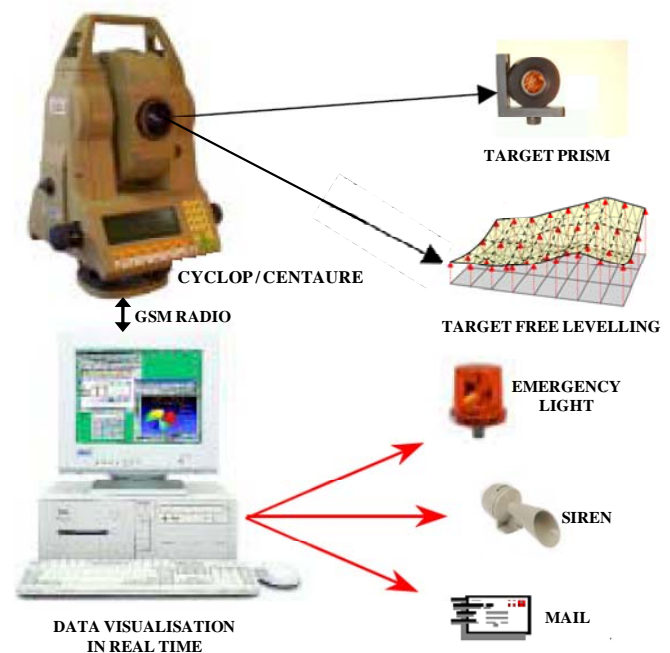 TARGET PRISM
CYCLOP / CENTAURE
GSM RADIO
TARGET FREE LEVELLING
EMERGENCY
LIGHT
SIREN
MAIL
DATA VISUALISATION
IN REAL TIME